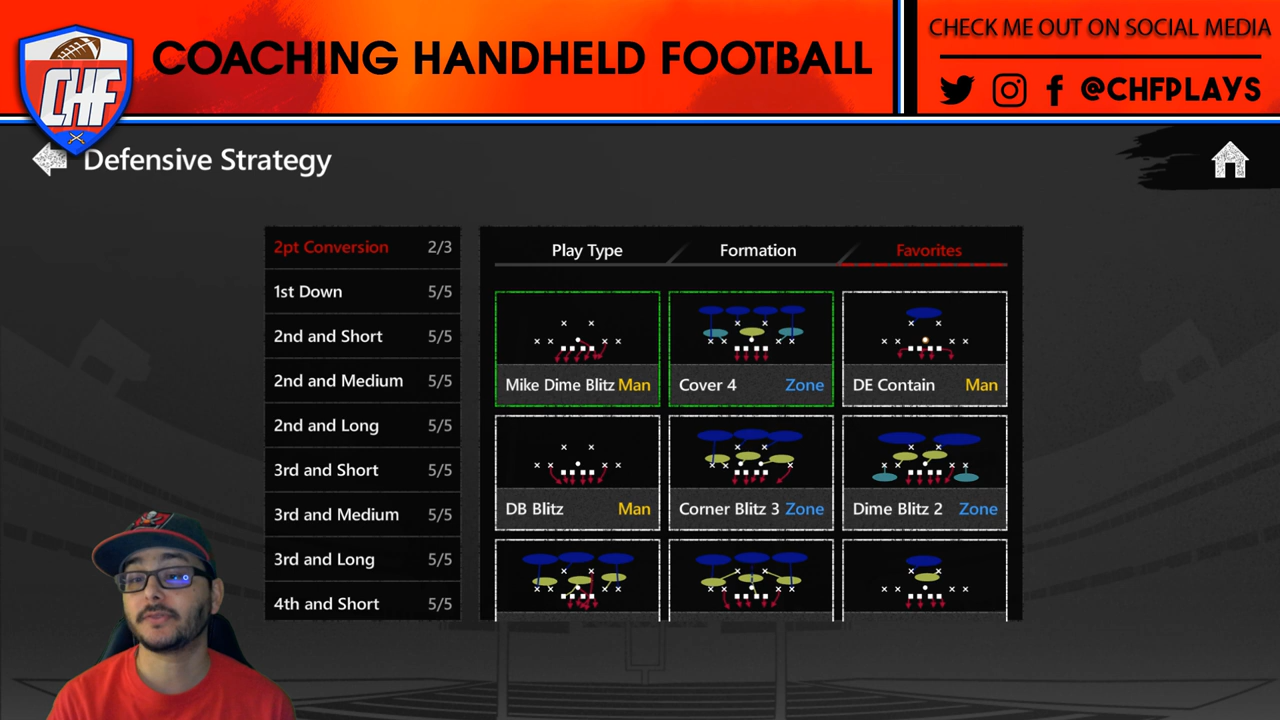 CHECK ME OUT ON SOCIAL MEDIA
COACHING HANDHELD FOOTBALL
CHF
@CHFPLAYS
Defensive Strategy
2pt Conversion 2/3
1st Down 5/5
2nd and Short 5/5
2nd and Medium 5/5
2nd and Long 5/5
3rd and Short 5/5
3rd and Medium 5/5
3rd and Long 5/5
4th and Short 5/5
Play Type Formation Favorites
Mike Dime Blitz Man
Cover 4 Zone
DE Contain Man
DB Blitz Man
Corner Blitz 3 Zone
Dime Blitz 2 Zone